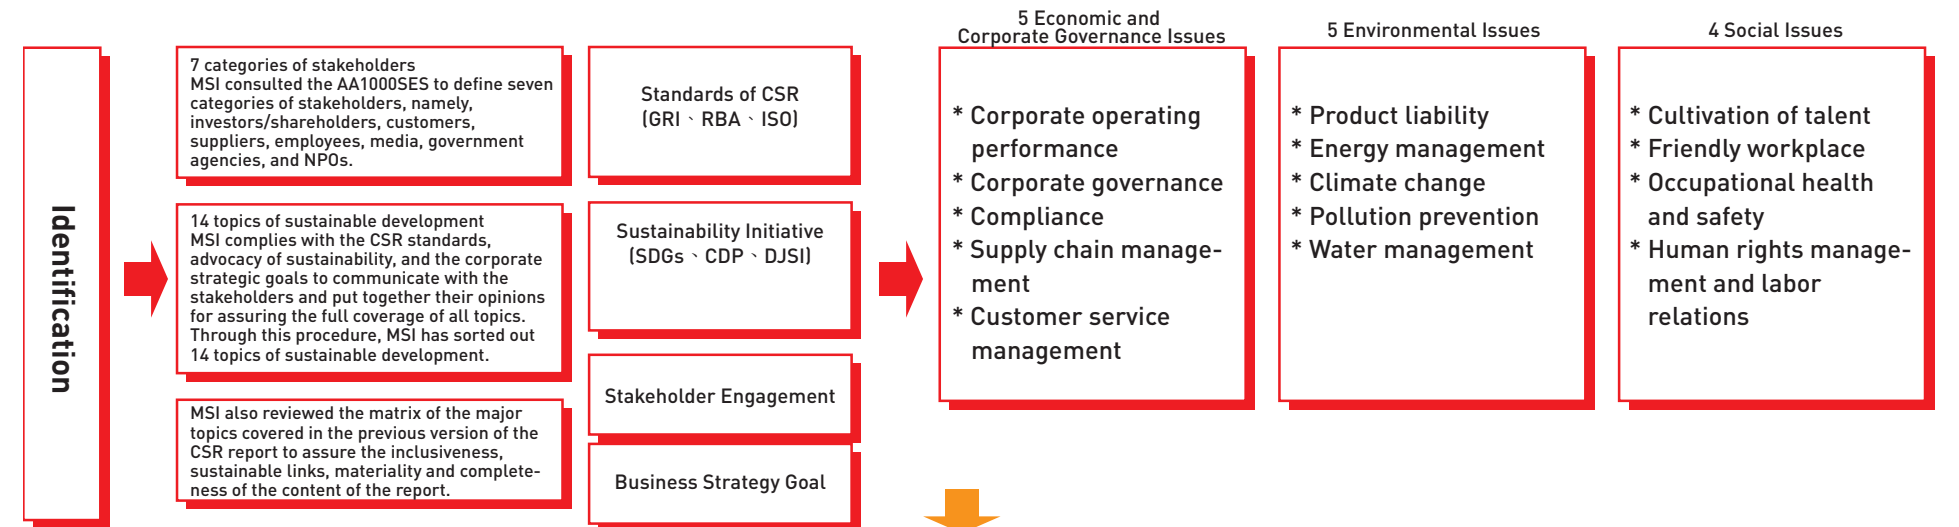 Identification
7 categories of stakeholders
MSI consulted the AA1000SES to define seven
categories of stakeholders, namely,
investors/shareholders, customers,
suppliers, employees, media, government
agencies, and NPOs.
14 topics of sustainable development
MSI complies with the CSR standards,
advocacy of sustainability, and the corporate
strategic goals to communicate with the
stakeholders and put together their opinions
for assuring the full coverage of all topics.
Through this procedure, MSI has sorted out
14 topics of sustainable development.
MSI also reviewed the matrix of the major
topics covered in the previous version of the
CSR report to assure the inclusiveness,
sustainable links, materiality and complete-
ness of the content of the report.
Standards of CSR
(GRI、RBA、ISO)
Sustainability Initiative
(SDGs、CDP、DJSI)
Stakeholder Engagement
Business Strategy Goal
5 Economic and
Corporate Governance Issues
* Corporate operating
performance
* Corporate governance
* Compliance
* Supply chain manage-
ment
* Customer service
management
5 Environmental Issues
* Product liability
* Energy management
* Climate change
* Pollution prevention
* Water management
4 Social Issues
* Cultivation of talent
* Friendly workplace
* Occupational health
and safety
* Human rights manage-
ment and labor
relations